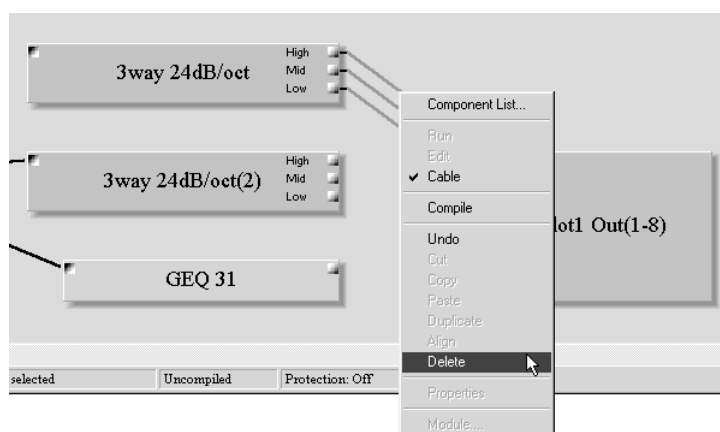 3way 24dB/oct
High
Mid
Low
3way 24dB/oct(2)
High
Mid
Low
GEQ 31
lot1 Out(1-8)
Component List...
Run
Edit
Cable
Compile
Undo
Cut
Copy
Paste
Duplicate
Align
Delete
Properties
Module....
selected
Uncompiled
Protection: Off